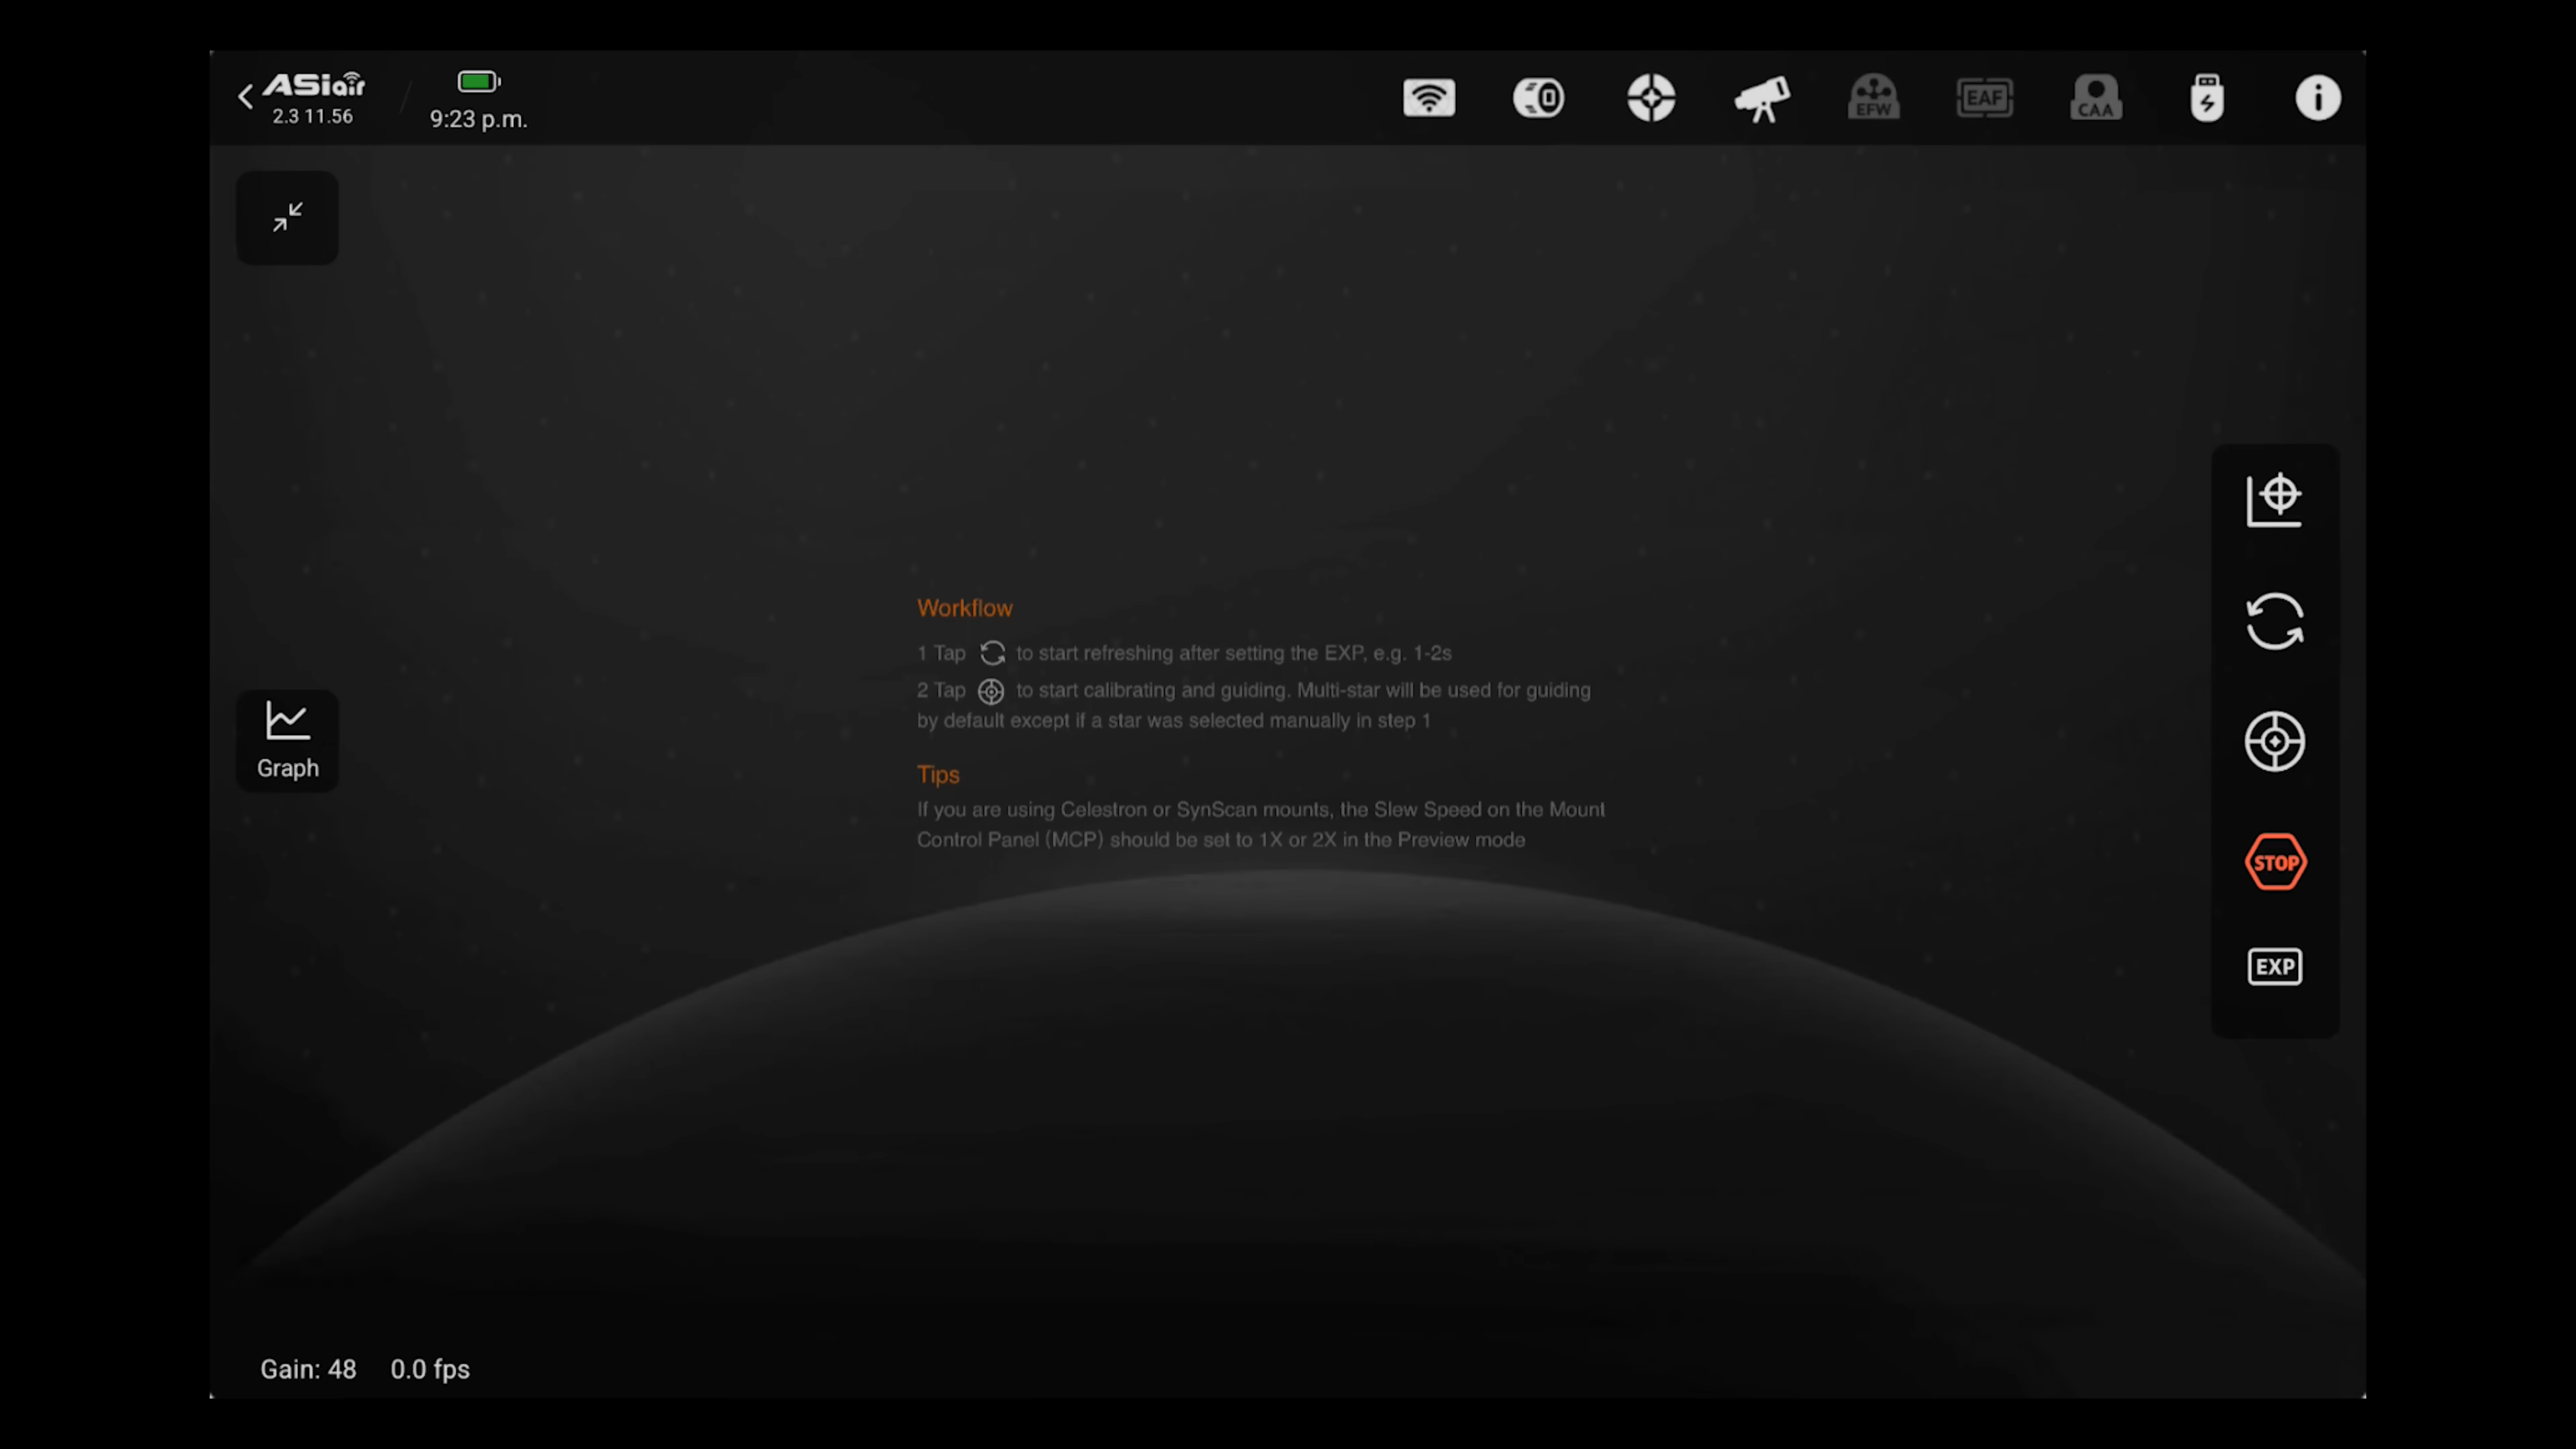 ASiair
2.3 11.56
9:23 p.m.
EFW
EAF
CAA
Workflow
1 Tap to start refreshing after setting the EXP, e.g. 1-2s
2 Tap to start calibrating and guiding. Multi-star will be used for guiding
by default except if a star was selected manually in step 1
Tips
If you are using Celestron or SynScan mounts, the Slew Speed on the Mount
Control Panel (MCP) should be set to 1X or 2X in the Preview mode
Graph
STOP
EXP
Gain: 48 0.0 fps